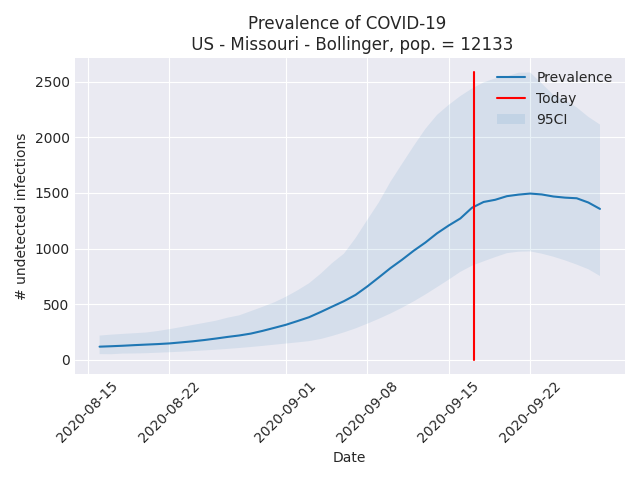 Prevalence of COVID-19
US - Missouri - Bollinger, pop. = 12133
Prevalence
Today
95CI
# undetected infections
2500
2000
1500
1000
500
0
2020-08-15
2020-08-22
2020-09-01
2020-09-08
2020-09-15
2020-09-22
Date